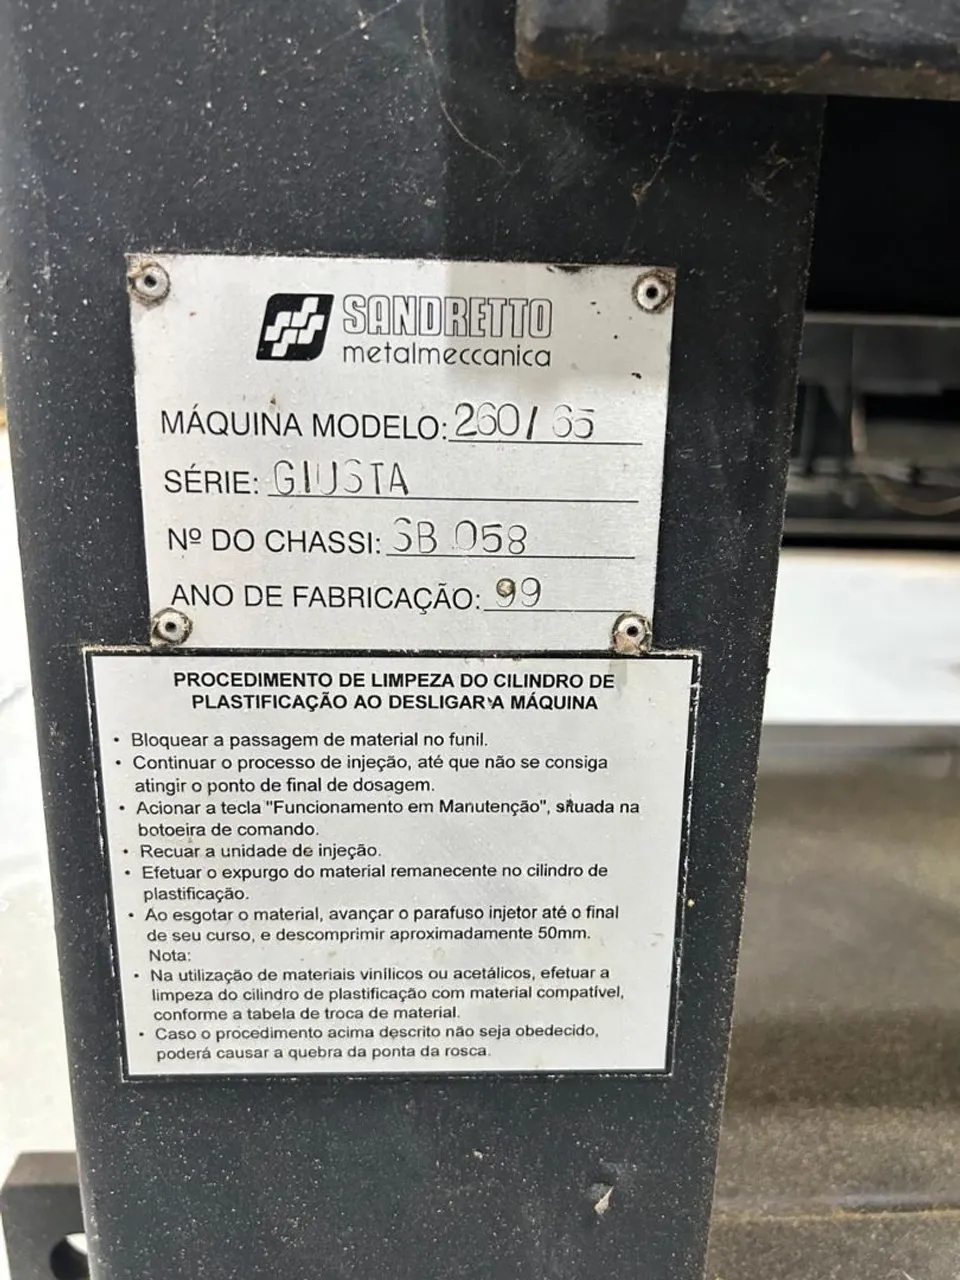 SANDRETTO
metalmeccanica
MÁQUINA MODELO: 260/65
SÉRIE: GIUSTA
Nº DO CHASSI: SB 058
ANO DE FABRICAÇÃO: 99
PROCEDIMENTO DE LIMPEZA DO CILINDRO DE
PLASTIFICAÇÃO AO DESLIGAR A MÁQUINA
• Bloquear a passagem de material no funil.
• Continuar o processo de injeção, até que não se consiga
atingir o ponto de final de dosagem.
• Acionar a tecla "Funcionamento em Manutenção", situada na
botoeira de comando.
• Recuar a unidade de injeção.
• Efetuar o expurgo do material remanecente no cilindro de
plastificação.
• Ao esgotar o material, avançar o parafuso injetor até o final
de seu curso, e descomprimir aproximadamente 50mm.
Nota:
• Na utilização de materiais vinílicos ou acetálicos, efetuar a
limpeza do cilindro de plastificação com material compatível,
conforme a tabela de troca de material.
• Caso o procedimento acima descrito não seja obedecido,
poderá causar a quebra da ponta da rosca.